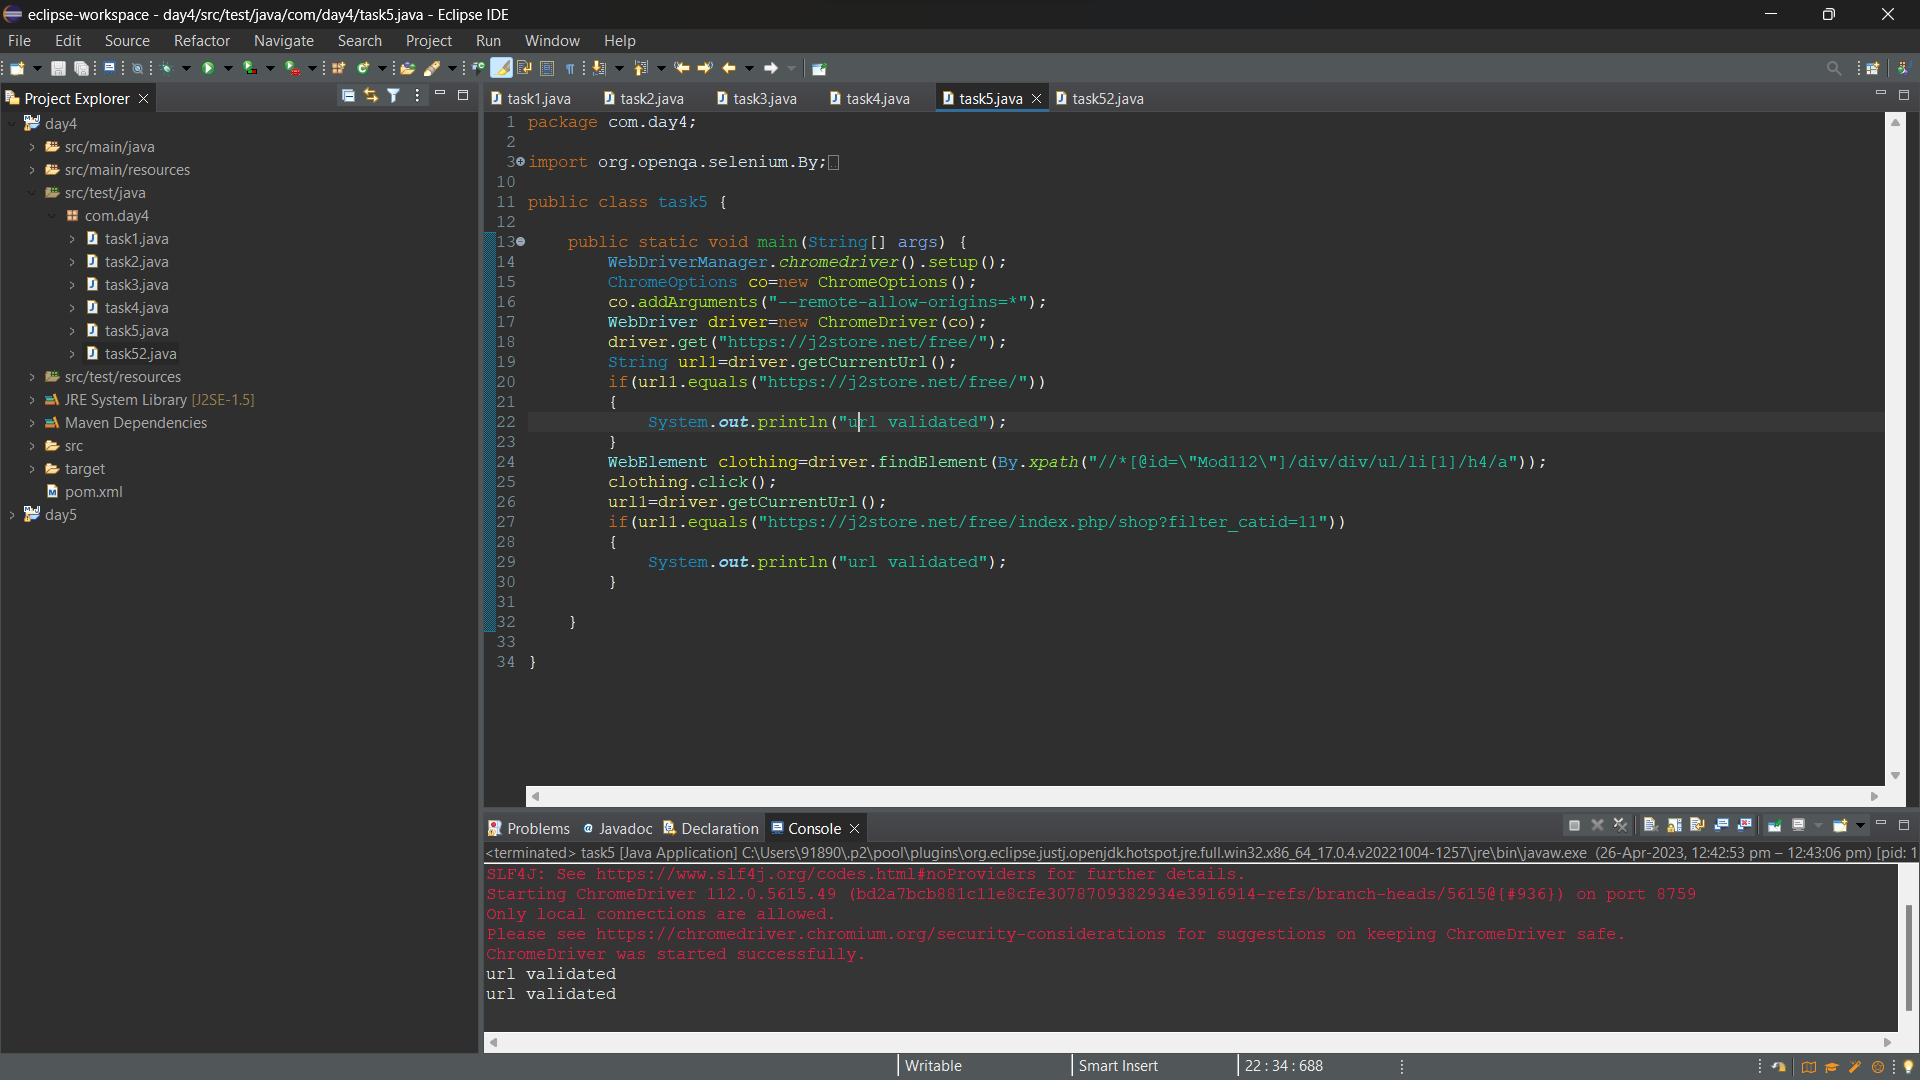 eclipse-workspace - day4/src/test/java/com/day4/task5.java - Eclipse IDE
File Edit Source Refactor Navigate Search Project Run Window Help
Project Explorer
day4
src/main/java
src/main/resources
src/test/java
com.day4
task1.java
task2.java
task3.java
task4.java
task5.java
task52.java
src/test/resources
JRE System Library [J2SE-1.5]
Maven Dependencies
src
target
pom.xml
day5
task1.java task2.java task3.java task4.java task5.java task52.java
1 package com.day4;
2
3 import org.openqa.selenium.By;
10
11 public class task5 {
12
13 public static void main(String[] args) {
14 WebDriverManager.chromedriver().setup();
15 ChromeOptions co=new ChromeOptions();
16 co.addArguments("--remote-allow-origins=*");
17 WebDriver driver=new ChromeDriver(co);
18 driver.get("https://j2store.net/free/");
19 String url1=driver.getCurrentUrl();
20 if(url1.equals("https://j2store.net/free/"))
21 {
22 System.out.println("url validated");
23 }
24 WebElement clothing=driver.findElement(By.xpath("//*[@id=\"Mod112\"]/div/div/ul/li[1]/h4/a"));
25 clothing.click();
26 url1=driver.getCurrentUrl();
27 if(url1.equals("https://j2store.net/free/index.php/shop?filter_catid=11"))
28 {
29 System.out.println("url validated");
30 }
31
32 }
33
34 }
Problems Javadoc Declaration Console
<terminated> task5 [Java Application] C:\Users\91890\.p2\pool\plugins\org.eclipse.justj.openjdk.hotspot.jre.full.win32.x86_64_17.0.4.v20221004-1257\jre\bin\javaw.exe (26-Apr-2023, 12:42:53 pm – 12:43:06 pm) [pid: 1
SLF4J: See https://www.slf4j.org/codes.html#noProviders for further details.
Starting ChromeDriver 112.0.5615.49 (bd2a7bcb881c11e8cfe3078709382934e3916914-refs/branch-heads/5615@{#936}) on port 8759
Only local connections are allowed.
Please see https://chromedriver.chromium.org/security-considerations for suggestions on keeping ChromeDriver safe.
ChromeDriver was started successfully.
url validated
url validated
Writable Smart Insert 22 : 34 : 688